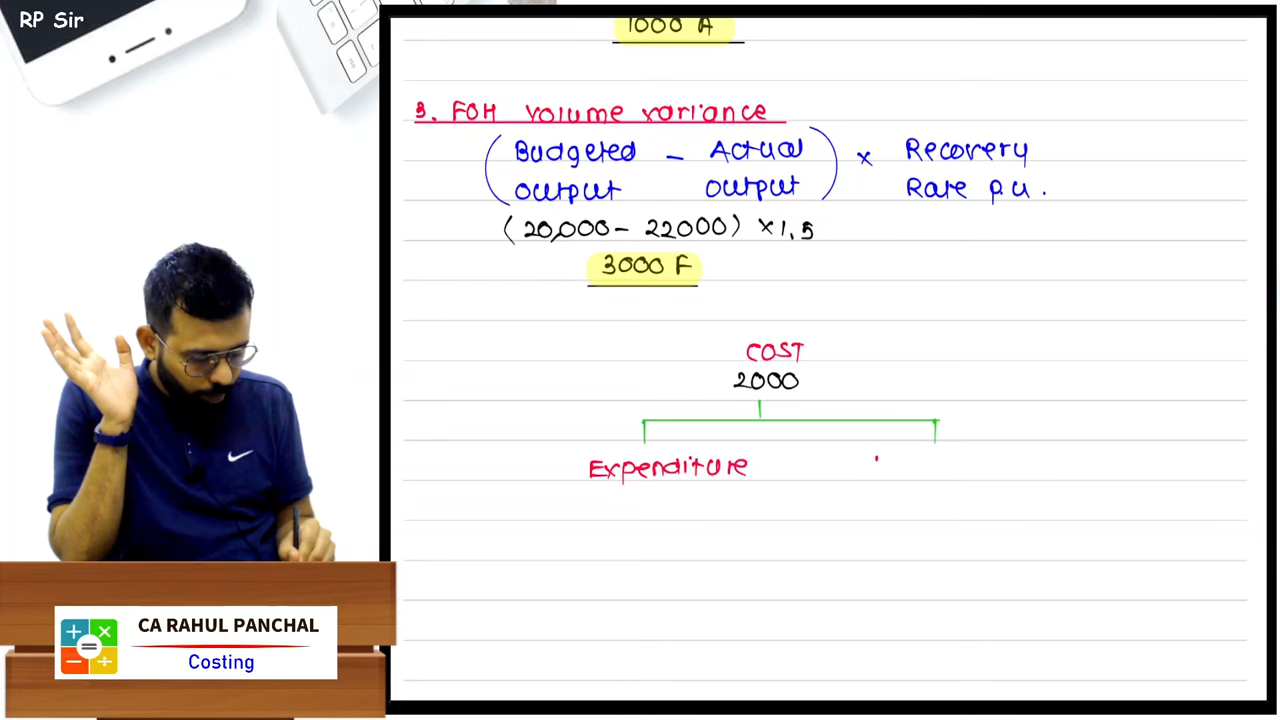 RP Sir
1000 A
3. FOH volume variance
(Budgeted - Actual) × Recovery
output output Rate p.u.
(20,000 - 22000) × 1.5
3000 F
COST
2000
Expenditure
CA RAHUL PANCHAL
Costing